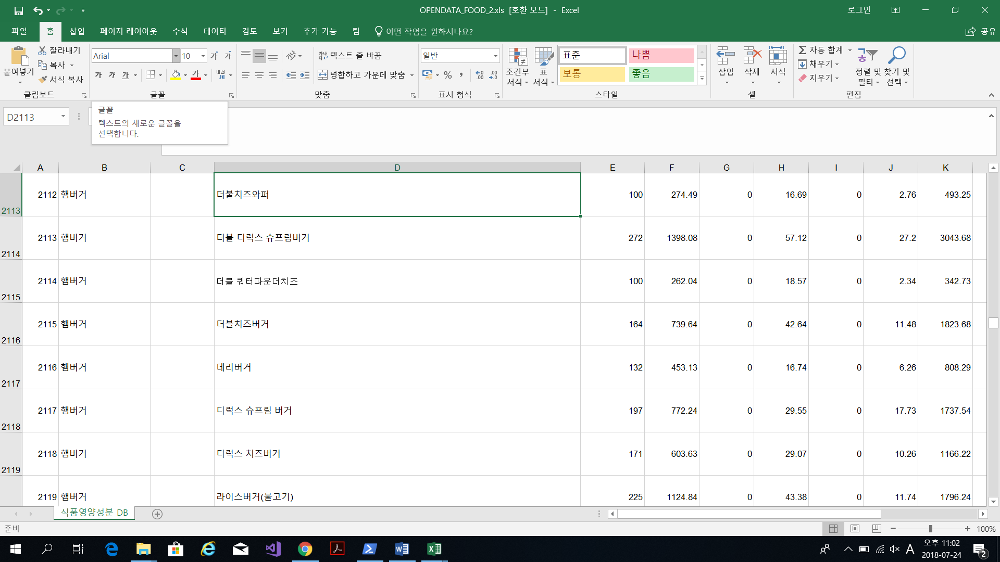 OPENDATA_FOOD_2.xls [호환 모드] - Excel
로그인
파일 홈 삽입 페이지 레이아웃 수식 데이터 검토 보기 추가 기능 팀 어떤 작업을 원하시나요? 공유
붙여넣기
잘라내기
복사
서식 복사
클립보드
Arial 10 가 가
가 가 가 내천 가
글꼴
텍스트 줄 바꿈
병합하고 가운데 맞춤
맞춤
일반
% ,
표시 형식
조건부 서식
표 서식
표준 나쁨
보통 좋음
스타일
삽입 삭제 서식
셀
자동 합계
채우기
지우기
정렬 및 필터
찾기 및 선택
편집
D2113
글꼴
텍스트의 새로운 글꼴을
선택합니다.
A B C D E F G H I J K
2113 2112 햄버거 더불치즈와퍼 100 274.49 0 16.69 0 2.76 493.25
2114 2113 햄버거 더블 디럭스 슈프림버거 272 1398.08 0 57.12 0 27.2 3043.68
2115 2114 햄버거 더블 쿼터파운더치즈 100 262.04 0 18.57 0 2.34 342.73
2116 2115 햄버거 더블치즈버거 164 739.64 0 42.64 0 11.48 1823.68
2117 2116 햄버거 데리버거 132 453.13 0 16.74 0 6.26 808.29
2118 2117 햄버거 디럭스 슈프림 버거 197 772.24 0 29.55 0 17.73 1737.54
2119 2118 햄버거 디럭스 치즈버거 171 603.63 0 29.07 0 10.26 1166.22
2119 햄버거 라이스버거(불고기) 225 1124.84 0 43.38 0 11.74 1796.24
식품영양성분 DB
준비
100%
A
오후 11:02
2018-07-24
2